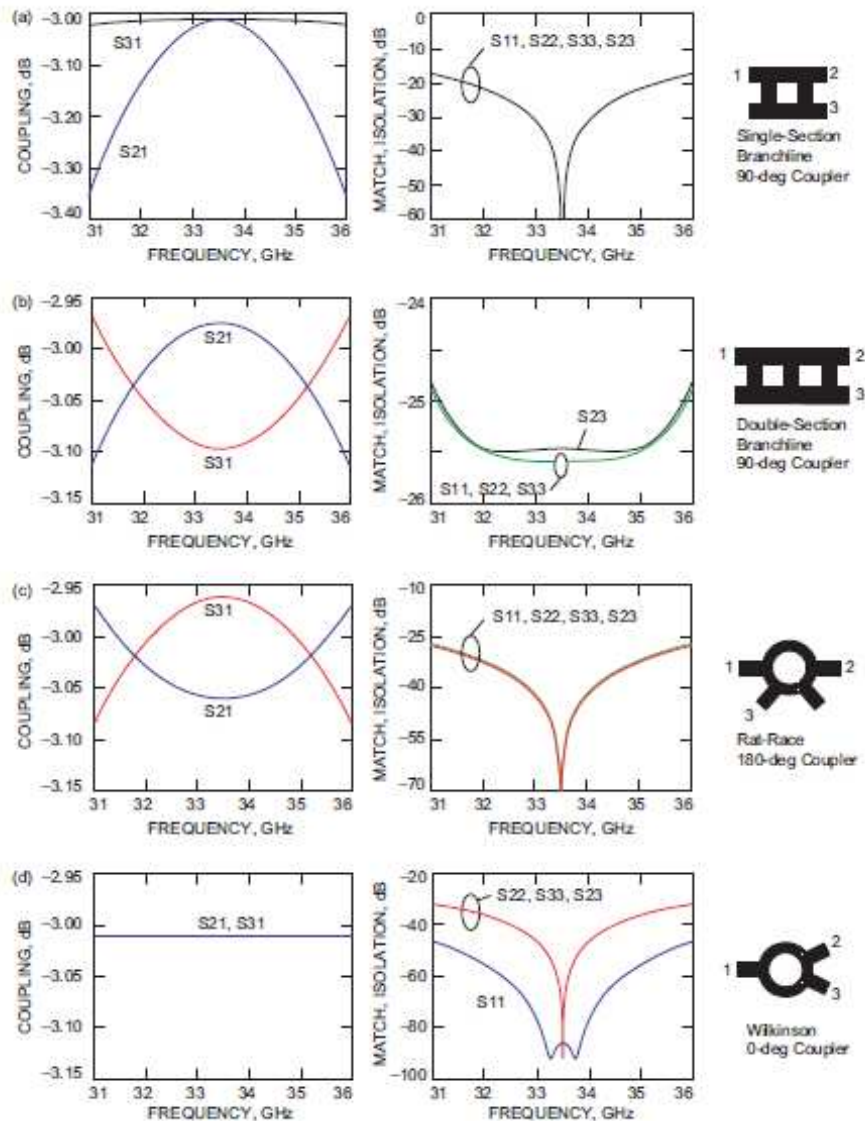 (a)
−3.00
−3.10
−3.20
−3.30
−3.40
COUPLING, dB
S31
S21
31 32 33 34 35 36
FREQUENCY, GHz
0
−10
−20
−30
−40
−50
−60
MATCH, ISOLATION, dB
S11, S22, S33, S23
31 32 33 34 35 36
FREQUENCY, GHz
1 2
3
Single-Section
Branchline
90-deg Coupler
(b)
−2.95
−3.00
−3.05
−3.10
−3.15
COUPLING, dB
S21
S31
31 32 33 34 35 36
FREQUENCY, GHz
−24
−25
−26
MATCH, ISOLATION, dB
S23
S11, S22, S33
31 32 33 34 35 36
FREQUENCY, GHz
1 2
3
Double-Section
Branchline
90-deg Coupler
(c)
−2.95
−3.00
−3.05
−3.10
−3.15
COUPLING, dB
S31
S21
31 32 33 34 35 36
FREQUENCY, GHz
−10
−25
−40
−55
−70
MATCH, ISOLATION, dB
S11, S22, S33, S23
31 32 33 34 35 36
FREQUENCY, GHz
1 2
3
Rat-Race
180-deg Coupler
(d)
−2.95
−3.00
−3.05
−3.10
−3.15
COUPLING, dB
S21, S31
31 32 33 34 35 36
FREQUENCY, GHz
−20
−40
−60
−80
−100
MATCH, ISOLATION, dB
S22, S33, S23
S11
31 32 33 34 35 36
FREQUENCY, GHz
2
1
3
Wilkinson
0-deg Coupler